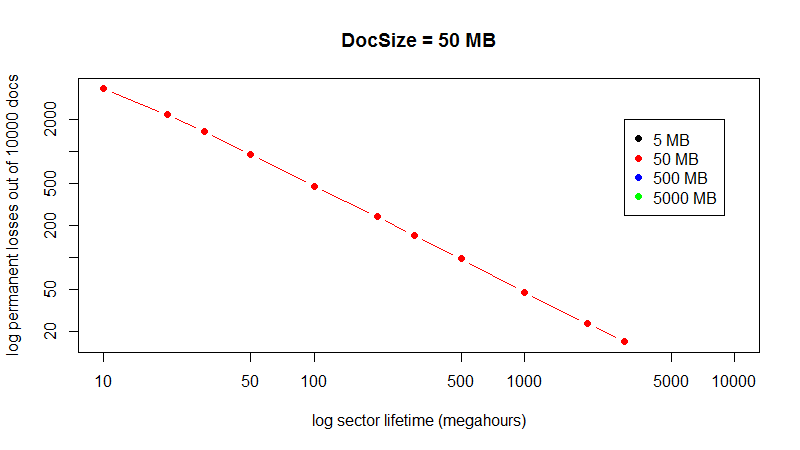 DocSize = 50 MB
log permanent losses out of 10000 docs
2000
500
200
50
20
5 MB
50 MB
500 MB
5000 MB
10 50 100 500 1000 5000 10000
log sector lifetime (megahours)